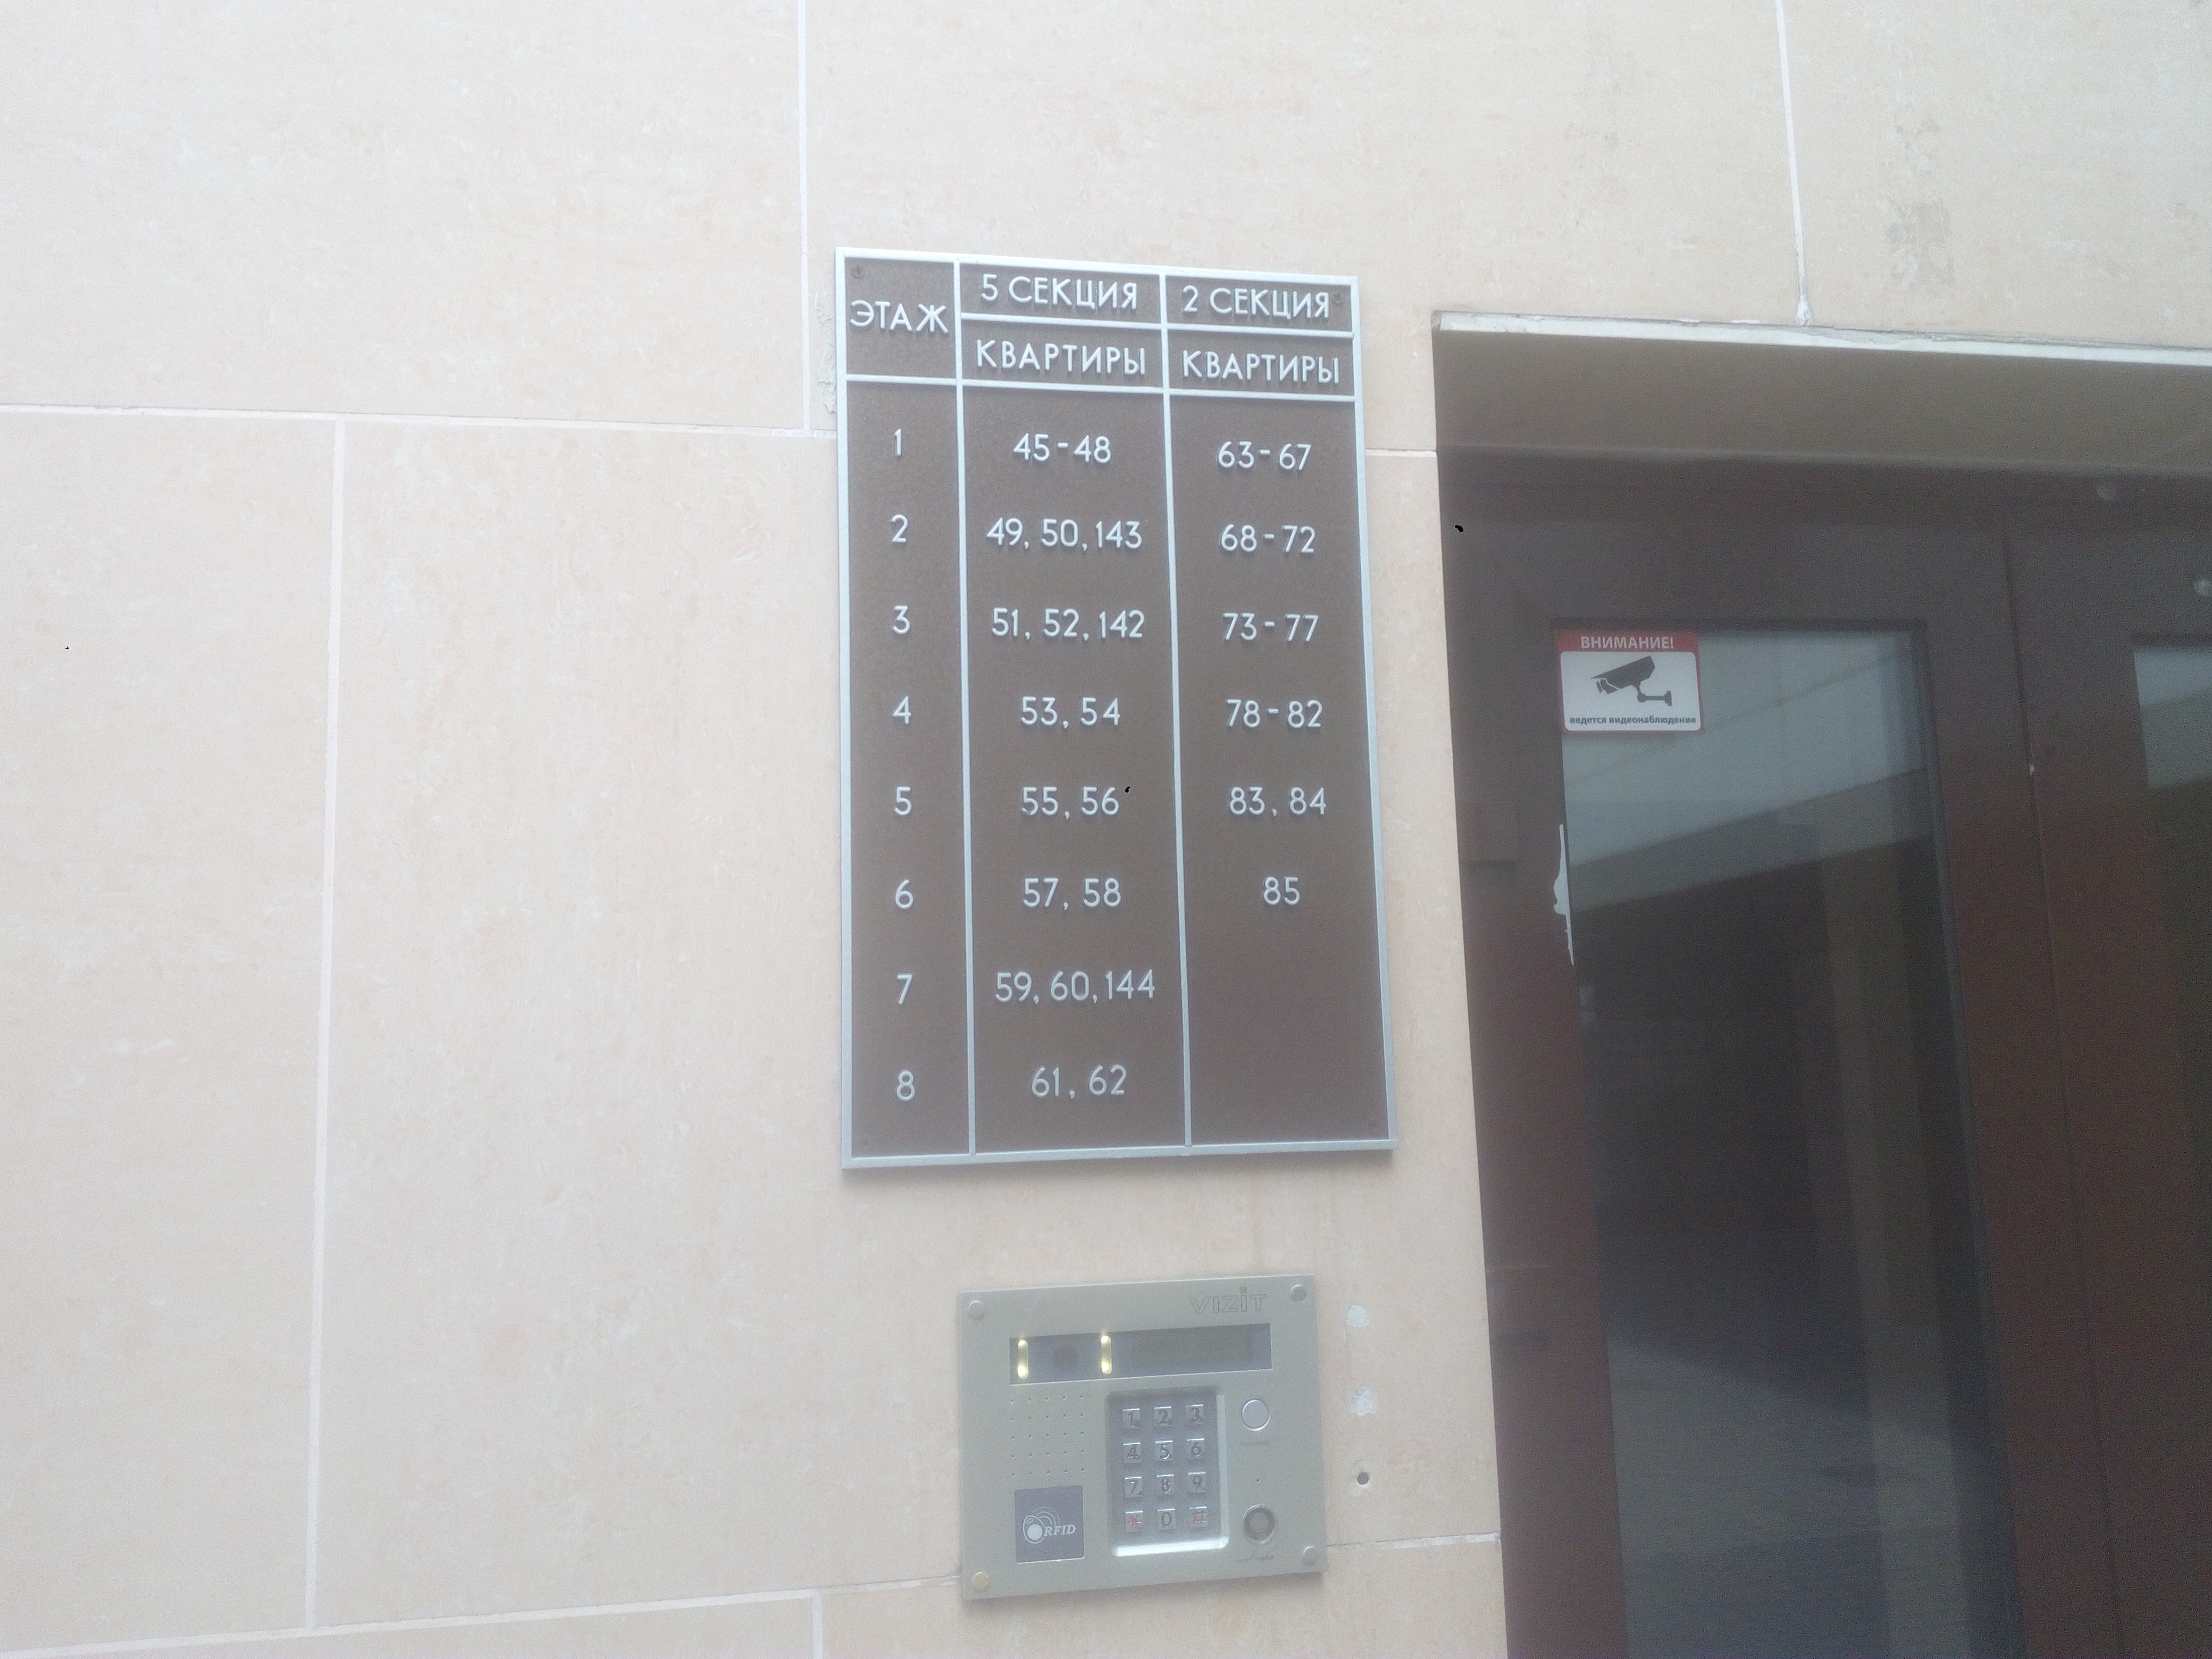 ЭТАЖ 5 СЕКЦИЯ 2 СЕКЦИЯ
КВАРТИРЫ КВАРТИРЫ
1 45-48 63-67
2 49, 50, 143 68-72
3 51, 52, 142 73-77
4 53, 54 78-82
5 55, 56 83, 84
6 57, 58 85
7 59, 60, 144
8 61, 62
ВНИМАНИЕ!
ведется видеонаблюдение
VIZIT
1 2 3
4 5 6
7 8 9
* 0 #
RFID